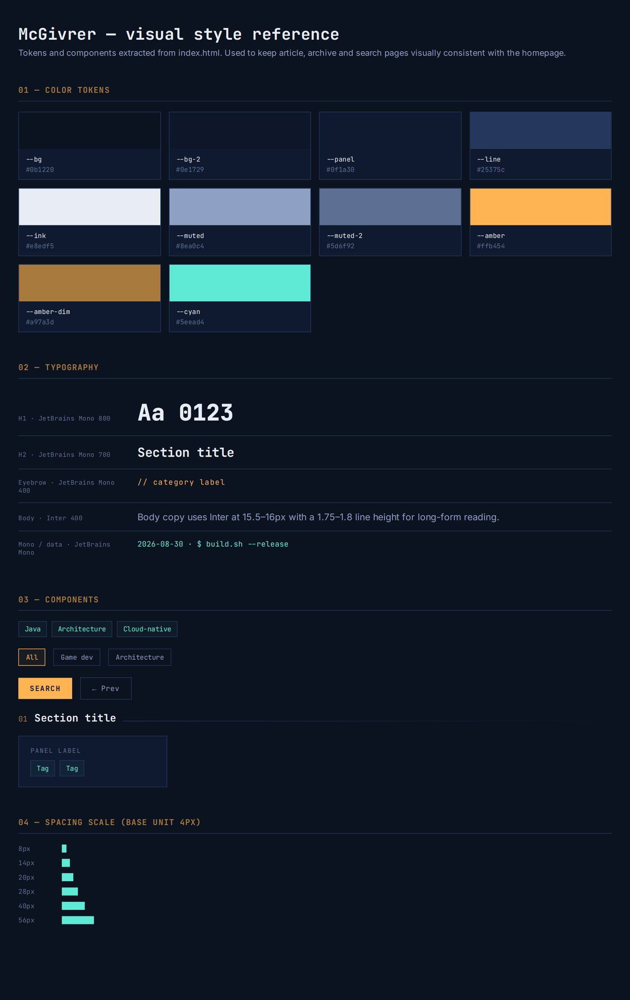 McGivrer — visual style reference
Tokens and components extracted from index.html. Used to keep article, archive and search pages visually consistent with the homepage.
01 — COLOR TOKENS
--bg
#0b1220
--bg-2
#0e1729
--panel
#0f1a30
--line
#25375c
--ink
#e8edf5
--muted
#8ea0c4
--muted-2
#5d6f92
--amber
#ffb454
--amber-dim
#a97a3d
--cyan
#5eead4
02 — TYPOGRAPHY
H1 · JetBrains Mono 800
Aa 0123
H2 · JetBrains Mono 700
Section title
Eyebrow · JetBrains Mono
400
// category label
Body · Inter 400
Body copy uses Inter at 15.5–16px with a 1.75–1.8 line height for long-form reading.
Mono / data · JetBrains
Mono
2026-08-30 · $ build.sh --release
03 — COMPONENTS
Java
Architecture
Cloud-native
All
Game dev
Architecture
SEARCH
← Prev
01 Section title
PANEL LABEL
Tag
Tag
04 — SPACING SCALE (BASE UNIT 4PX)
8px
14px
20px
28px
40px
56px